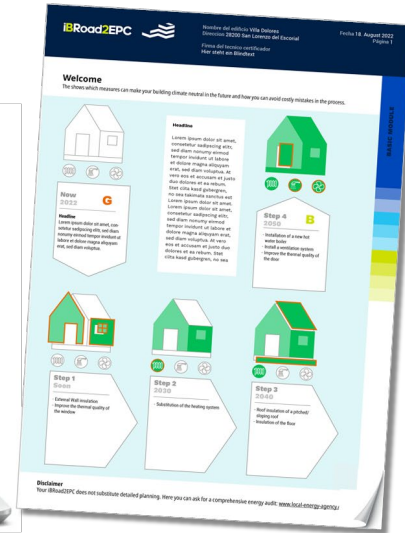 iBRoad2EPC
Nombre del edificio Villa Dolores
Dirección 28200 San Lorenzo del Escorial
Firma del tecnico certificador
Hier steht em Blindtext
Fecha 18. August 2022
Página 1
Welcome
The shows which measures can make your building climate neutral in the future and how you can avoid costly mistakes in the process.
BASIC MODULE
Now
2022
G
Headline
Lorem ipsum dolor sit amet, con
setetur sadipscing elitr, sed diam
nonumy eirmod tempor invidunt ut
labore et dolore magna aliquyam
erat, sed diam voluptua.
Headline
Lorem ipsum dolor sit amet,
consetetur sadipscing elitr,
sed diam nonumy eirmod
tempor invidunt ut labore
et dolore magna aliquyam
erat, sed diam voluptua. At
vero eos et accusam et justo
duo dolores et ea rebum.
Stet clita kasd gubergren,
no sea takimata sanctus est
Lorem ipsum dolor sit amet,
consetetur sadipscing elitr,
sed diam nonumy eirmod
tempor invidunt ut labore et
dolore magna aliquyam
erat, sed diam voluptua. At vero
eos et accusam et justo duo
dolores et ea rebum. Stet
clita kasd gubergren, no sea
Step 4
2050
B
- Installation of a new hot
water boiler
- Install a ventilation system
- Improve the thermal quality of
the door
Step 1
Soon
- External Wall insulation
- Improve the thermal quality of
the window
Step 2
2030
- Substitution of the heating system
Step 3
2040
- Roof insulation of a pitched/
sloping roof
- Insulation of the floor
Disclaimer
Your iBRoad2EPC does not substitute detailed planning. Here you can ask for a comprehensive energy audit: www.local-energy-agency.